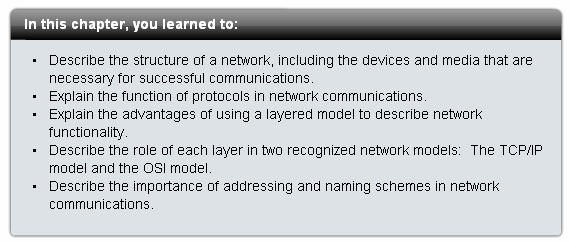 In this chapter, you learned to:
• Describe the structure of a network, including the devices and media that are
necessary for successful communications.
• Explain the function of protocols in network communications.
• Explain the advantages of using a layered model to describe network
functionality.
• Describe the role of each layer in two recognized network models:  The TCP/IP
model and the OSI model.
• Describe the importance of addressing and naming schemes in network
communications.